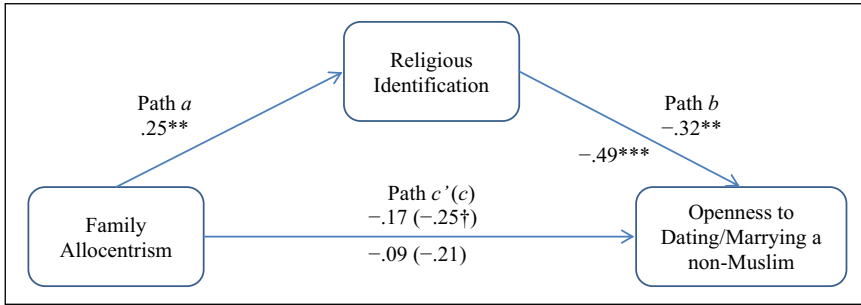 Religious
Identification
Path a
.25**
Path b
−.32**
−.49***
Family
Allocentrism
Path c’(c)
−.17 (−.25†)
−.09 (−.21)
Openness to
Dating/Marrying a
non-Muslim